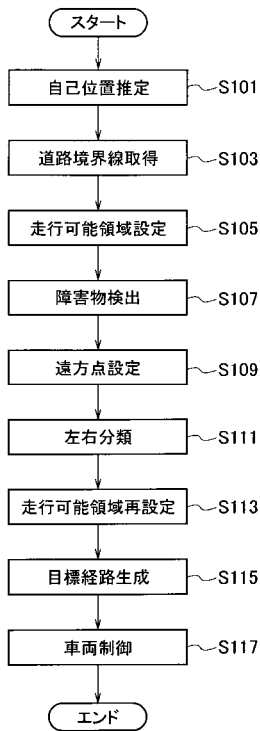 スタート
自己位置推定 S101
道路境界線取得 S103
走行可能領域設定 S105
障害物検出 S107
遠方点設定 S109
左右分類 S111
走行可能領域再設定 S113
目標経路生成 S115
車両制御 S117
エンド